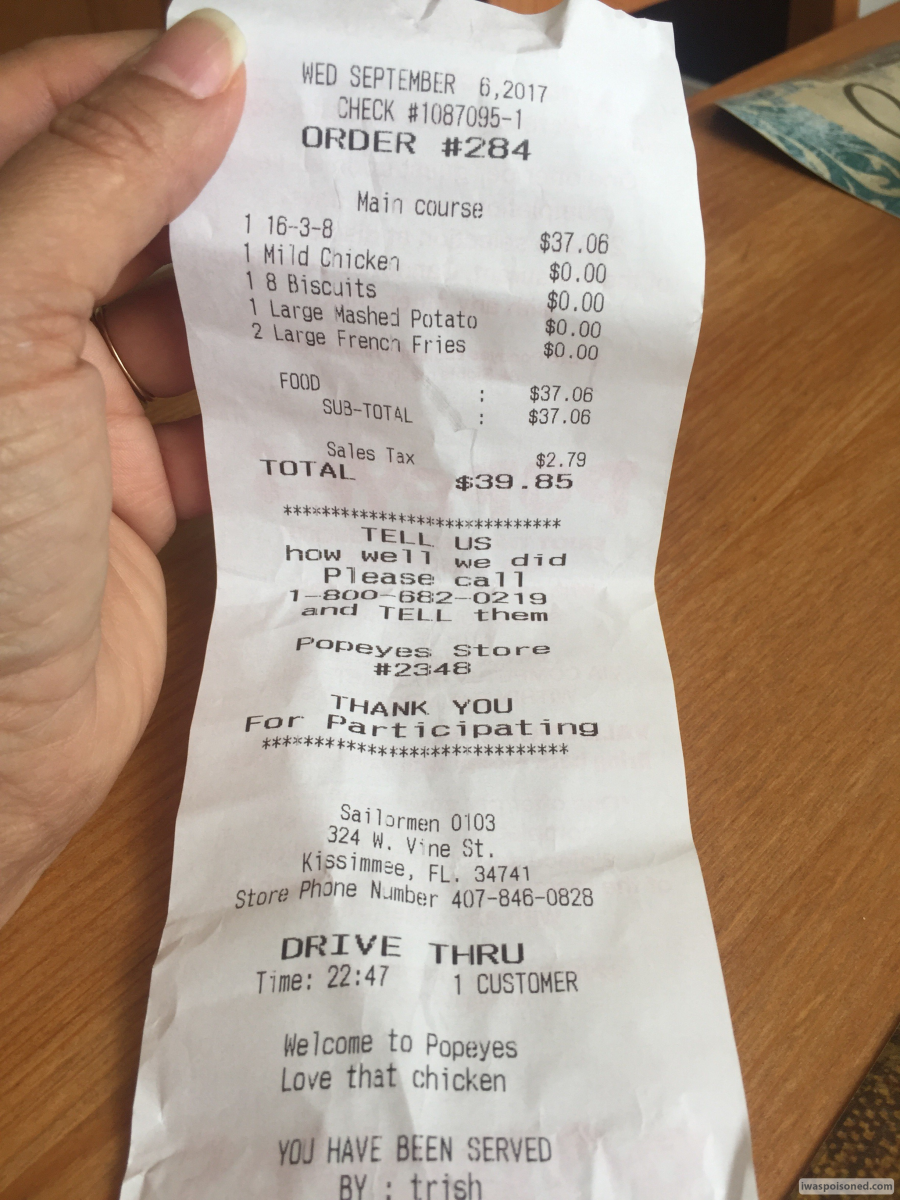 WED SEPTEMBER 6,2017
CHECK #1087095-1
ORDER #284
Main course
1 16-3-8 $37.06
1 Mild Chicken $0.00
1 8 Biscuits $0.00
1 Large Mashed Potato $0.00
2 Large French Fries $0.00
FOOD : $37.06
SUB-TOTAL : $37.06
Sales Tax $2.79
TOTAL $39.85
*****************************
TELL US
how well we did
Please call
1-800-682-0219
and TELL them
Popeyes Store
#2348
THANK YOU
For Participating
*****************************
Sailormen 0103
324 W. Vine St.
Kissimmee, FL. 34741
Store Phone Number 407-846-0828
DRIVE THRU
Time: 22:47 1 CUSTOMER
Welcome to Popeyes
Love that chicken
YOU HAVE BEEN SERVED
BY : trish
iwaspoisoned.com